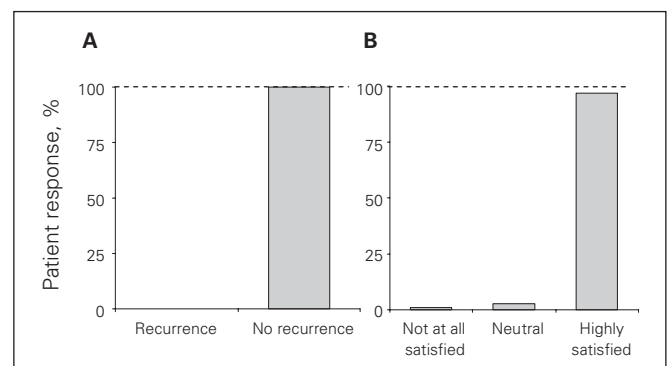 A
B
Patient response, %
100
75
50
25
0
Recurrence
No recurrence
100
75
50
25
0
Not at all
satisfied
Neutral
Highly
satisfied